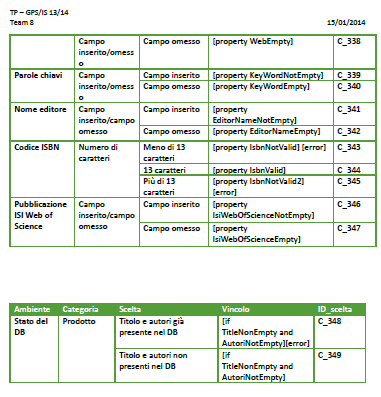 TP – GPS/IS 13/14
Team 8 15/01/2014
Campo inserito/omess o Campo omesso [property WebEmpty] C_338
Parole chiavi Campo inserito/omess o Campo inserito [property KeyWordNotEmpty] C_339
Campo omesso [property KeyWordEmpty] C_340
Nome editore Campo inserito/campo omesso Campo inserito [property EditorNameNotEmpty] C_341
Campo omesso [property EditorNameEmpty] C_342
Codice ISBN Numero di caratteri Meno di 13 caratteri [property IsbnNotValid] [error] C_343
13 caratteri [property IsbnValid] C_344
Più di 13 caratteri [property IsbnNotValid2] [error] C_345
Pubblicazione ISI Web of Science Campo inserito/campo omesso Campo inserito [property IsiWebOfScienceNotEmpty] C_346
Campo omesso [property IsiWebOfScienceEmpty] C_347
Ambiente Categoria Scelta Vincolo ID_scelta
Stato del DB Prodotto Titolo e autori già presente nel DB [if TitleNonEmpty and AutoriNotEmpty][error] C_348
Titolo e autori non presenti nel DB [if TitleNonEmpty and AutoriNotEmpty] C_349